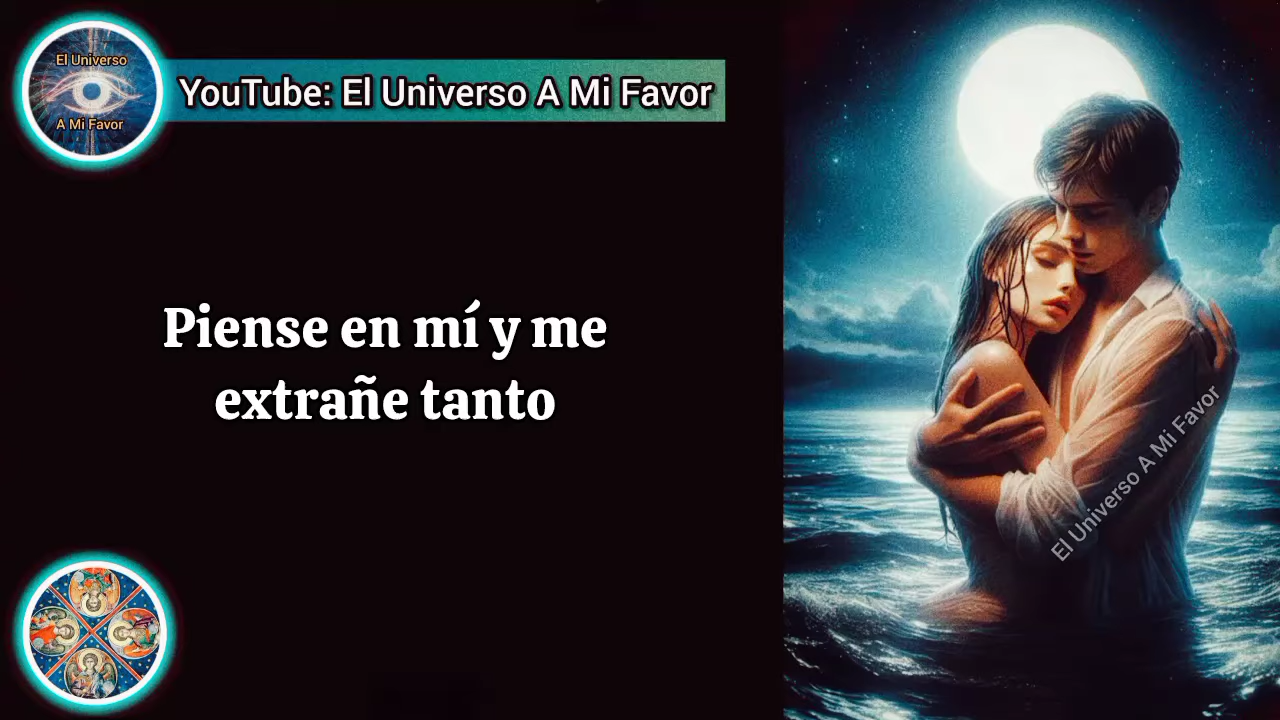 El Universo
A Mi Favor
YouTube: El Universo A Mi Favor
Piense en mí y me
extrañe tanto
El Universo A Mi Favor